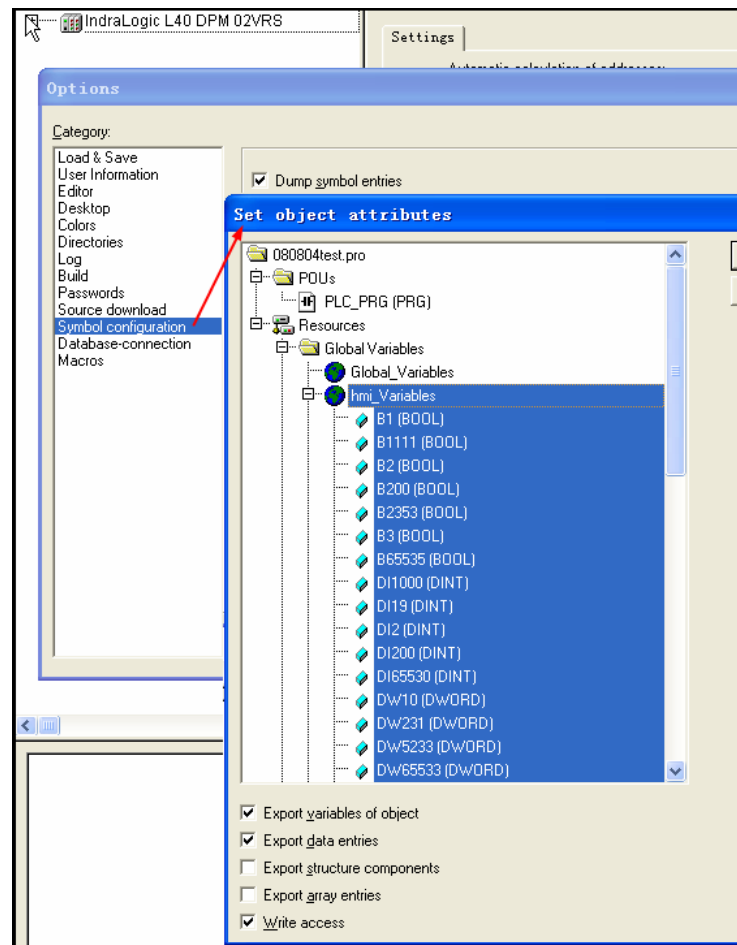 IndraLogic L40 DPM 02VRS
Settings
Automatic calculation of addresses
Options
Category:
Load & Save
User Information
Editor
Desktop
Colors
Directories
Log
Build
Passwords
Source download
Symbol configuration
Database-connection
Macros
Dump symbol entries
Set object attributes
080804test.pro
POUs
PLC_PRG (PRG)
Resources
Global Variables
Global_Variables
hmi_Variables
B1 (BOOL)
B1111 (BOOL)
B2 (BOOL)
B200 (BOOL)
B2353 (BOOL)
B3 (BOOL)
B65535 (BOOL)
DI1000 (DINT)
DI19 (DINT)
DI2 (DINT)
DI200 (DINT)
DI65530 (DINT)
DW10 (DWORD)
DW231 (DWORD)
DW5233 (DWORD)
DW65533 (DWORD)
Export variables of object
Export data entries
Export structure components
Export array entries
Write access